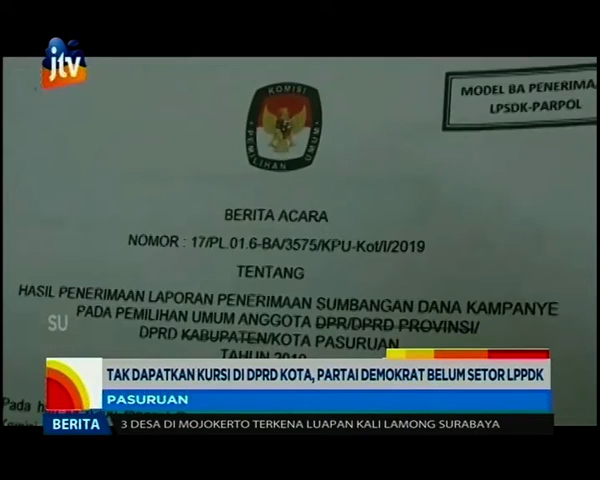 jtv
KOMISI
PEMILIHAN UMUM
MODEL BA PENERIMA
LPSDK-PARPOL
BERITA ACARA
NOMOR : 17/PL.01.6-BA/3575/KPU-Kot/I/2019
TENTANG
HASIL PENERIMAAN LAPORAN PENERIMAAN SUMBANGAN DANA KAMPANYE
PADA PEMILIHAN UMUM ANGGOTA DPR/DPRD PROVINSI/
DPRD KABUPATEN/KOTA PASURUAN
TAHUN 2019
SU
Pada
TAK DAPATKAN KURSI DI DPRD KOTA, PARTAI DEMOKRAT BELUM SETOR LPPDK
PASURUAN
BERITA
3 DESA DI MOJOKERTO TERKENA LUAPAN KALI LAMONG SURABAYA